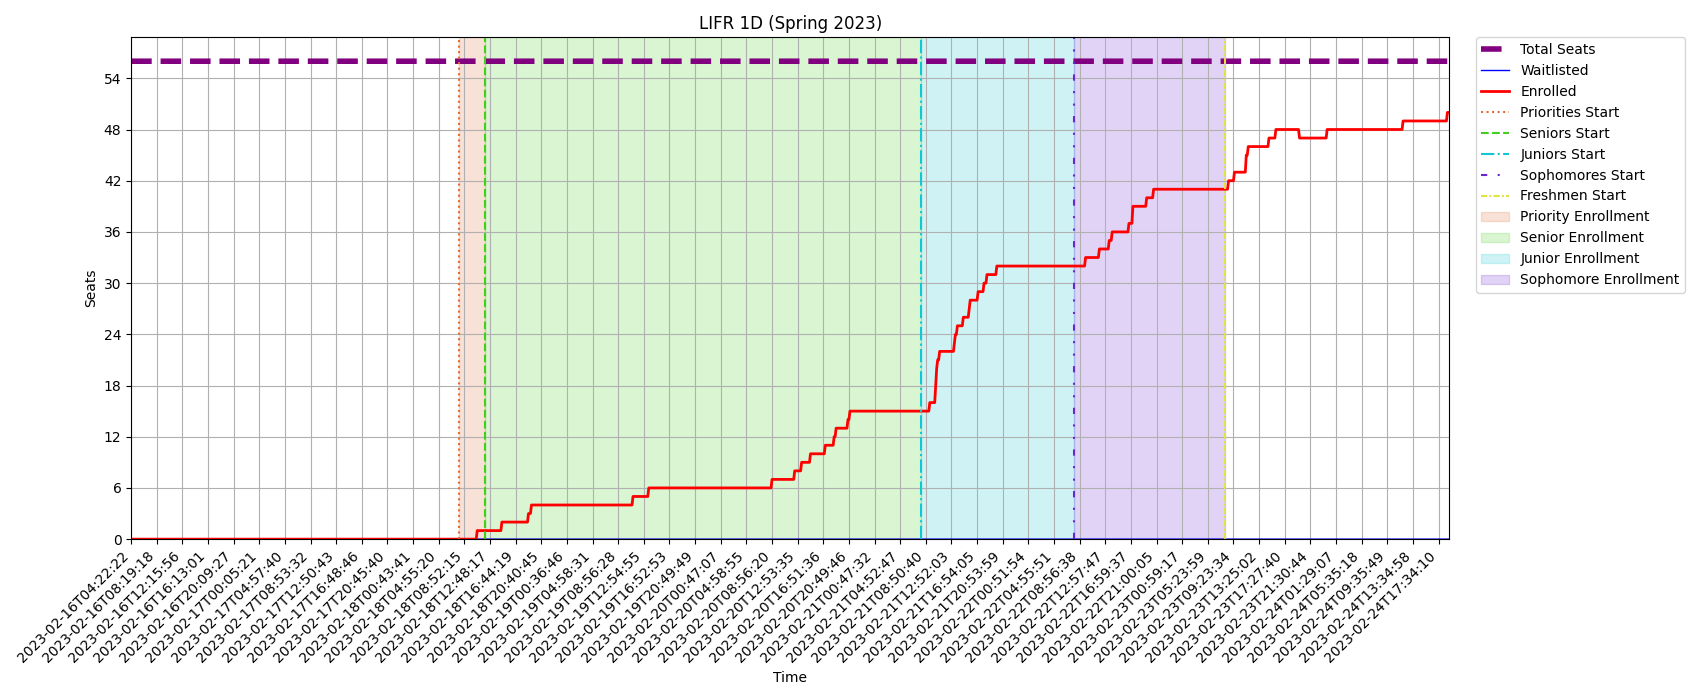 LIFR 1D (Spring 2023)
Total Seats
Waitlisted
Enrolled
Priorities Start
Seniors Start
Juniors Start
Sophomores Start
Freshmen Start
Priority Enrollment
Senior Enrollment
Junior Enrollment
Sophomore Enrollment
Seats
54
48
42
36
30
24
18
12
6
0
2023-02-16T04:22:22
2023-02-16T08:19:18
2023-02-16T12:15:56
2023-02-16T16:13:01
2023-02-16T20:09:27
2023-02-17T00:05:21
2023-02-17T04:57:40
2023-02-17T08:53:32
2023-02-17T12:50:43
2023-02-17T16:48:46
2023-02-17T20:45:40
2023-02-18T00:43:41
2023-02-18T04:55:20
2023-02-18T08:52:15
2023-02-18T12:48:17
2023-02-18T16:44:19
2023-02-18T20:40:45
2023-02-19T00:36:46
2023-02-19T04:58:31
2023-02-19T08:56:28
2023-02-19T12:54:55
2023-02-19T16:52:53
2023-02-19T20:49:49
2023-02-20T00:47:07
2023-02-20T04:58:55
2023-02-20T08:56:20
2023-02-20T12:53:35
2023-02-20T16:51:36
2023-02-20T20:49:46
2023-02-21T00:47:32
2023-02-21T04:52:47
2023-02-21T08:50:40
2023-02-21T12:52:03
2023-02-21T16:54:05
2023-02-21T20:53:59
2023-02-22T00:51:54
2023-02-22T04:55:51
2023-02-22T08:56:38
2023-02-22T12:57:47
2023-02-22T16:59:37
2023-02-22T21:00:05
2023-02-23T00:59:17
2023-02-23T05:23:59
2023-02-23T09:23:34
2023-02-23T13:25:02
2023-02-23T17:27:40
2023-02-23T21:30:44
2023-02-24T01:29:07
2023-02-24T05:35:18
2023-02-24T09:35:49
2023-02-24T13:34:58
2023-02-24T17:34:10
Time